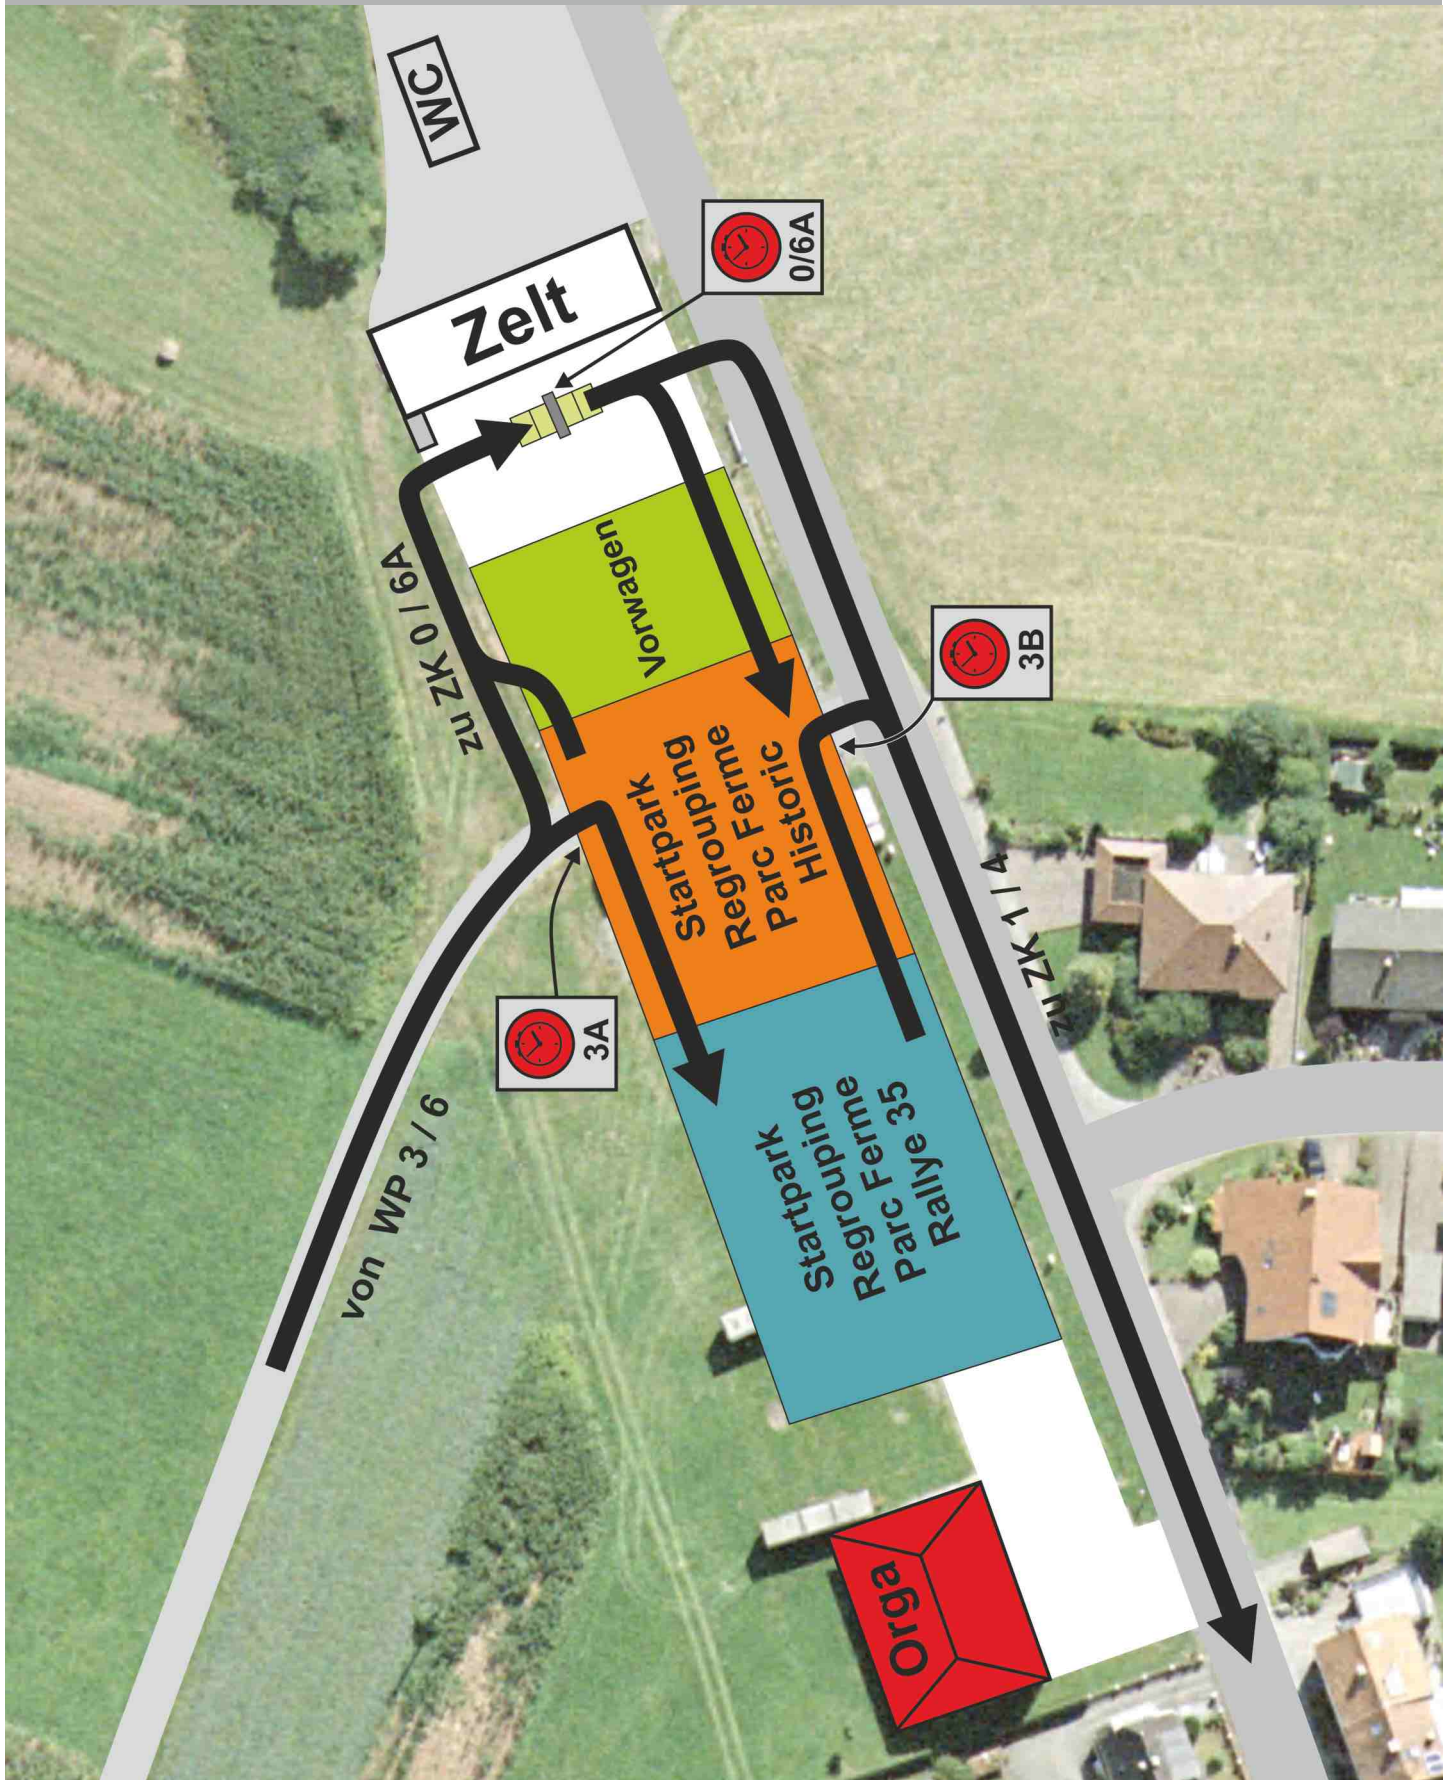 WC
Zelt
0/6A
zu ZK 0 / 6A
Vorwagen
3B
Startpark
Regrouping
Parc Ferme
Historic
3A
zu ZK 1 / 4
von WP 3 / 6
Startpark
Regrouping
Parc Ferme
Rallye 35
Orga